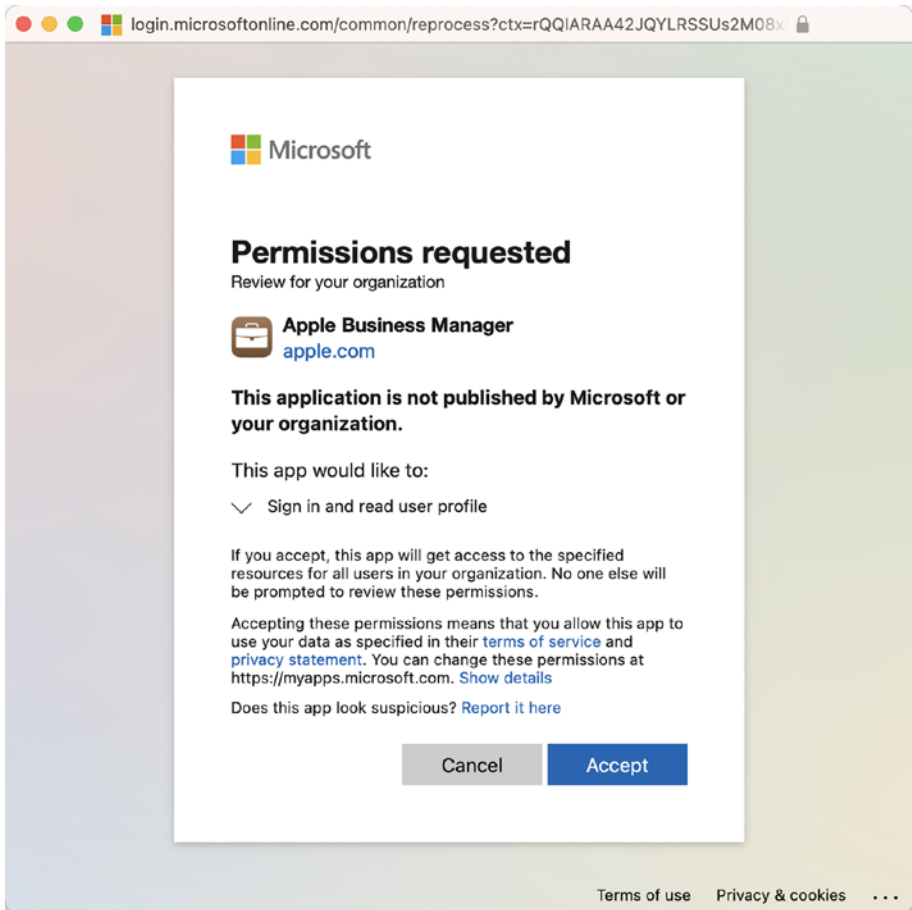 login.microsoftonline.com/common/reprocess?ctx=rQQIARAA42JQYLRSSUs2M08x
Microsoft
Permissions requested
Review for your organization
Apple Business Manager
apple.com
This application is not published by Microsoft or
your organization.
This app would like to:
Sign in and read user profile
If you accept, this app will get access to the specified
resources for all users in your organization. No one else will
be prompted to review these permissions.
Accepting these permissions means that you allow this app to
use your data as specified in their terms of service and
privacy statement. You can change these permissions at
https://myapps.microsoft.com. Show details
Does this app look suspicious? Report it here
Cancel Accept
Terms of use Privacy & cookies ...